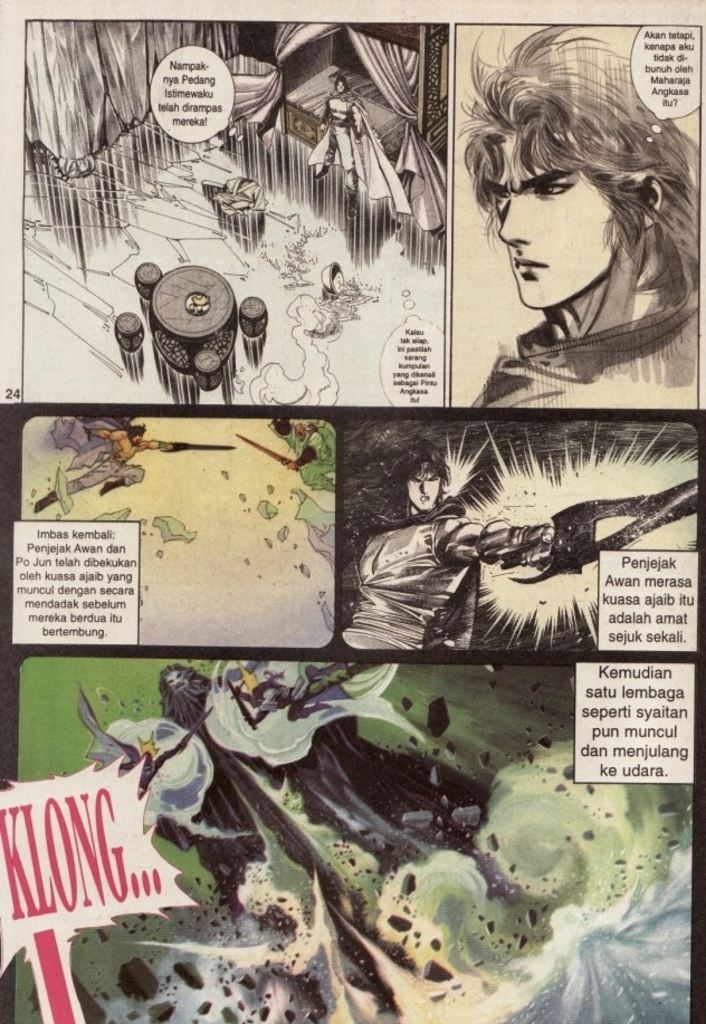 Nampak-
nya Pedang
Istimewaku
telah dirampas
mereka!
Kalau
tak silap,
ini pastilah
sarang
kumpulan
yang dikenali
sebagai Pintu
Angkasa
itu!
Akan tetapi,
kenapa aku
tidak di-
bunuh oleh
Maharaja
Angkasa
itu?
24
Imbas kembali:
Penjejak Awan dan
Po Jun telah dibekukan
oleh kuasa ajaib yang
muncul dengan secara
mendadak sebelum
mereka berdua itu
bertembung.
Penjejak
Awan merasa
kuasa ajaib itu
adalah amat
sejuk sekali.
Kemudian
satu lembaga
seperti syaitan
pun muncul
dan menjulang
ke udara.
KLONG...